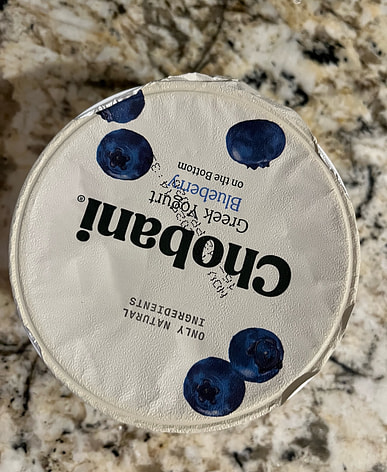 ONLY NATURAL
INGREDIENTS
Chobani®
Greek Yogurt
Blueberry
on the Bottom